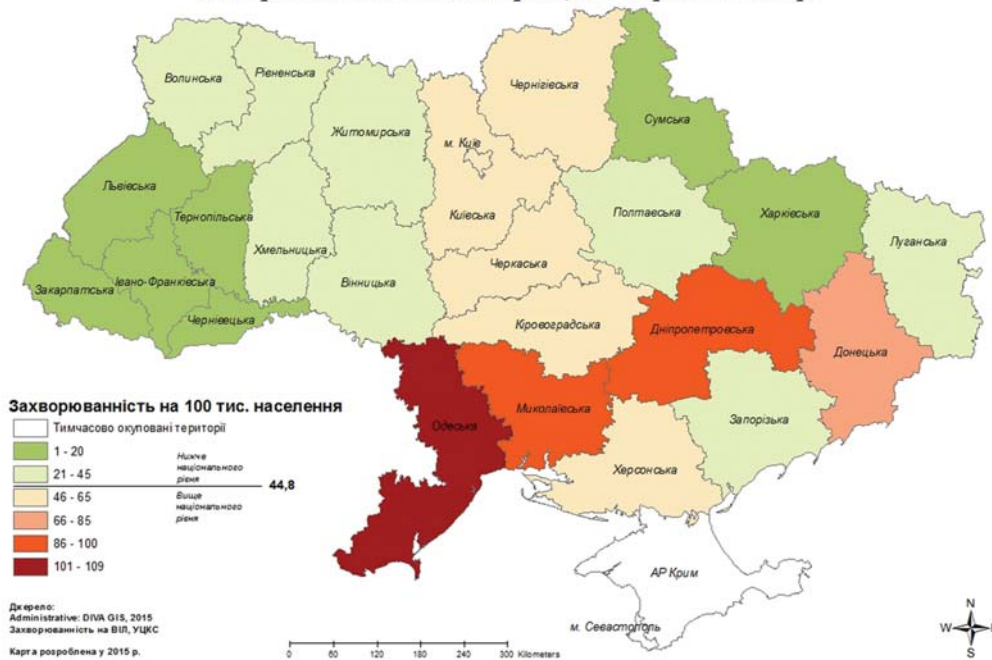 Волинська
Рівненська
Житомирська
Чернігівська
Сумська
м. Київ
Львівська
Тернопільська
Хмельницька
Київська
Полтавська
Харківська
Луганська
Черкаська
Закарпатська
Івано-Франківська
Чернівецька
Вінницька
Кіровоградська
Дніпропетровська
Донецька
Одеська
Миколаївська
Запорізька
Херсонська
АР Крим
м. Севастополь
Захворюванність на 100 тис. населення
Тимчасово окуповані території
1 - 20
21 - 45
46 - 65
66 - 85
86 - 100
101 - 109
Нижче
національного
рівня
44,8
Вище
національного
рівня
Джерело:
Administrative: DIVA GIS, 2015
Захворюванність на ВІЛ, УЦКС
Карта розроблена у 2015 р.
0 60 120 180 240 300 Kilometers
N
W
S